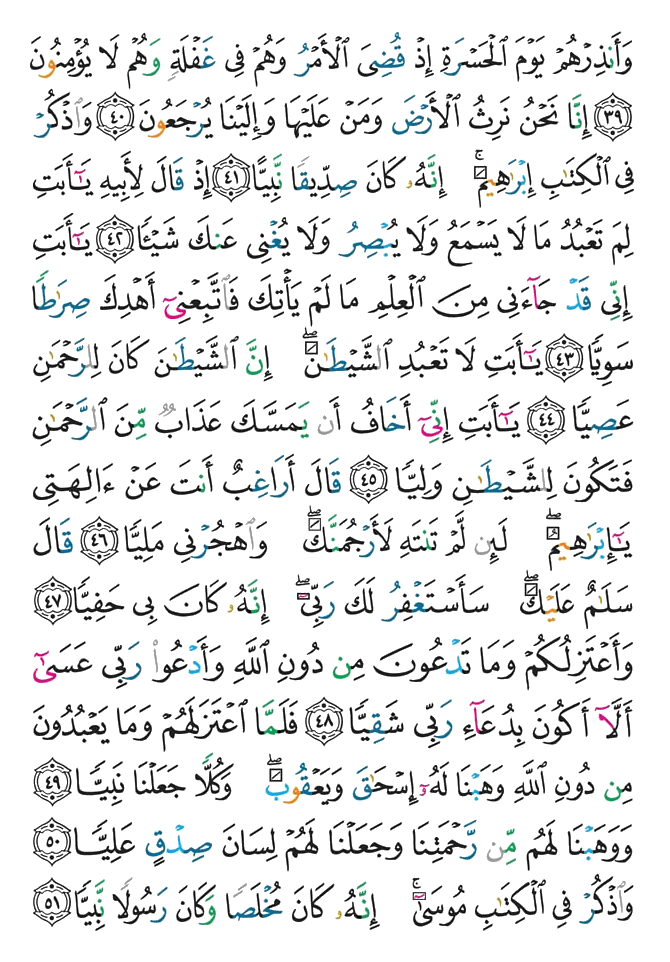 وَأَنذِرْهُمْ يَوْمَ ٱلْحَسْرَةِ إِذْ قُضِىَ ٱلْأَمْرُ وَهُمْ فِى غَفْلَةٍ وَهُمْ لَا يُؤْمِنُونَ
﴿٣٩﴾ إِنَّا نَحْنُ نَرِثُ ٱلْأَرْضَ وَمَنْ عَلَيْهَا وَإِلَيْنَا يُرْجَعُونَ ﴿٤٠﴾ وَٱذْكُرْ
فِى ٱلْكِتَٰبِ إِبْرَٰهِيمَ ۚ إِنَّهُۥ كَانَ صِدِّيقًا نَّبِيًّا ﴿٤١﴾ إِذْ قَالَ لِأَبِيهِ يَٰٓأَبَتِ
لِمَ تَعْبُدُ مَا لَا يَسْمَعُ وَلَا يُبْصِرُ وَلَا يُغْنِى عَنكَ شَيْـًٔا ﴿٤٢﴾ يَٰٓأَبَتِ
إِنِّى قَدْ جَآءَنِى مِنَ ٱلْعِلْمِ مَا لَمْ يَأْتِكَ فَٱتَّبِعْنِىٓ أَهْدِكَ صِرَٰطًا
سَوِيًّا ﴿٤٣﴾ يَٰٓأَبَتِ لَا تَعْبُدِ ٱلشَّيْطَٰنَ ۖ إِنَّ ٱلشَّيْطَٰنَ كَانَ لِلرَّحْمَٰنِ
عَصِيًّا ﴿٤٤﴾ يَٰٓأَبَتِ إِنِّىٓ أَخَافُ أَن يَمَسَّكَ عَذَابٌ مِّنَ ٱلرَّحْمَٰنِ
فَتَكُونَ لِلشَّيْطَٰنِ وَلِيًّا ﴿٤٥﴾ قَالَ أَرَاغِبٌ أَنتَ عَنْ ءَالِهَتِى
يَٰٓإِبْرَٰهِيمُ ۖ لَئِن لَّمْ تَنتَهِ لَأَرْجُمَنَّكَ ۖ وَٱهْجُرْنِى مَلِيًّا ﴿٤٦﴾ قَالَ
سَلَٰمٌ عَلَيْكَ ۖ سَأَسْتَغْفِرُ لَكَ رَبِّىٓ ۖ إِنَّهُۥ كَانَ بِى حَفِيًّا ﴿٤٧﴾
وَأَعْتَزِلُكُمْ وَمَا تَدْعُونَ مِن دُونِ ٱللَّهِ وَأَدْعُوا۟ رَبِّى عَسَىٰٓ
أَلَّآ أَكُونَ بِدُعَآءِ رَبِّى شَقِيًّا ﴿٤٨﴾ فَلَمَّا ٱعْتَزَلَهُمْ وَمَا يَعْبُدُونَ
مِن دُونِ ٱللَّهِ وَهَبْنَا لَهُۥٓ إِسْحَٰقَ وَيَعْقُوبَ ۖ وَكُلًّا جَعَلْنَا نَبِيًّا ﴿٤٩﴾
وَوَهَبْنَا لَهُم مِّن رَّحْمَتِنَا وَجَعَلْنَا لَهُمْ لِسَانَ صِدْقٍ عَلِيًّا ﴿٥٠﴾
وَٱذْكُرْ فِى ٱلْكِتَٰبِ مُوسَىٰٓ ۚ إِنَّهُۥ كَانَ مُخْلَصًا وَكَانَ رَسُولًا نَّبِيًّا ﴿٥١﴾